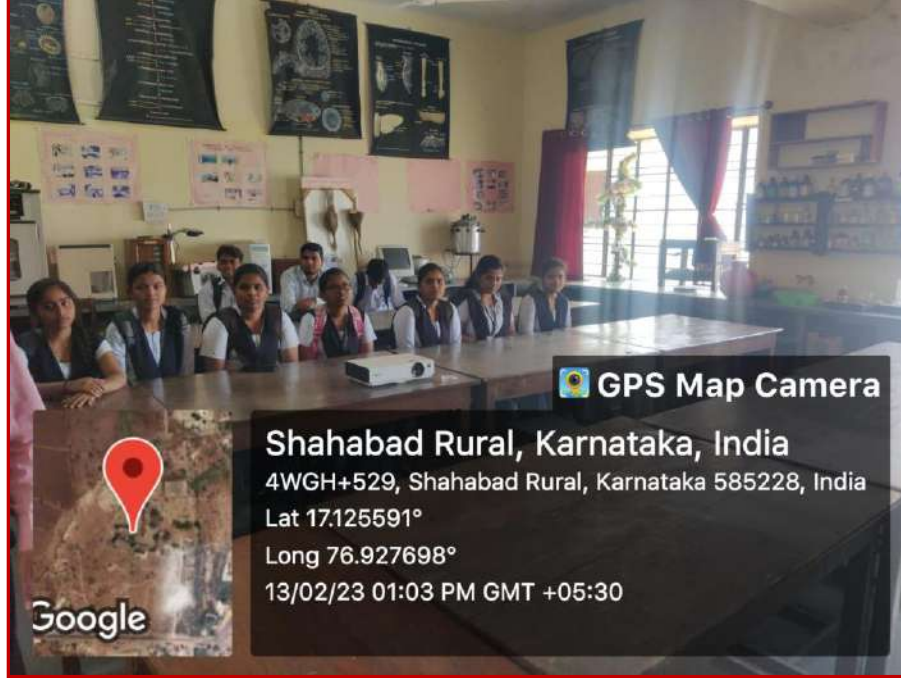 GPS Map Camera
Shahabad Rural, Karnataka, India
4WGH+529, Shahabad Rural, Karnataka 585228, India
Lat 17.125591°
Long 76.927698°
13/02/23 01:03 PM GMT +05:30
Google